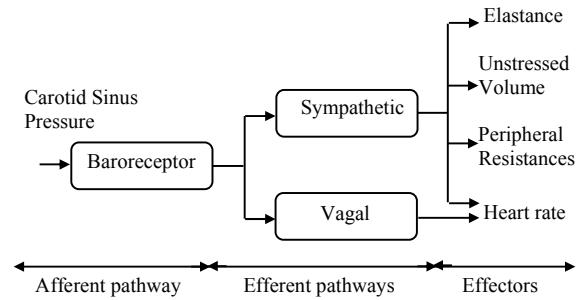 Elastance
Unstressed
Volume
Carotid Sinus
Pressure
Sympathetic
Peripheral
Resistances
Baroreceptor
Vagal
Heart rate
Afferent pathway
Efferent pathways
Effectors